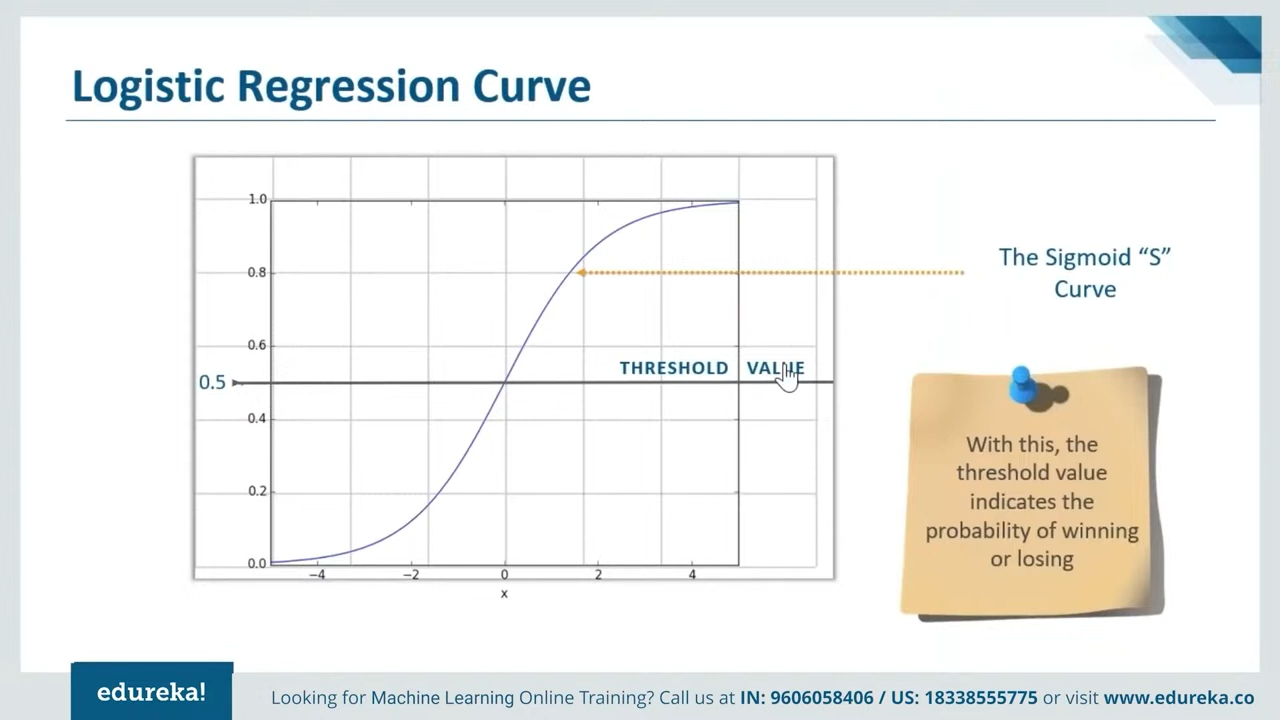 Logistic Regression Curve
1.0
0.8
0.6
0.5
0.4
0.2
0.0
−4 −2 0 2 4
x
THRESHOLD VALUE
The Sigmoid “S”
Curve
With this, the
threshold value
indicates the
probability of winning
or losing
edureka!
Looking for Machine Learning Online Training? Call us at IN: 9606058406 / US: 18338555775 or visit www.edureka.co